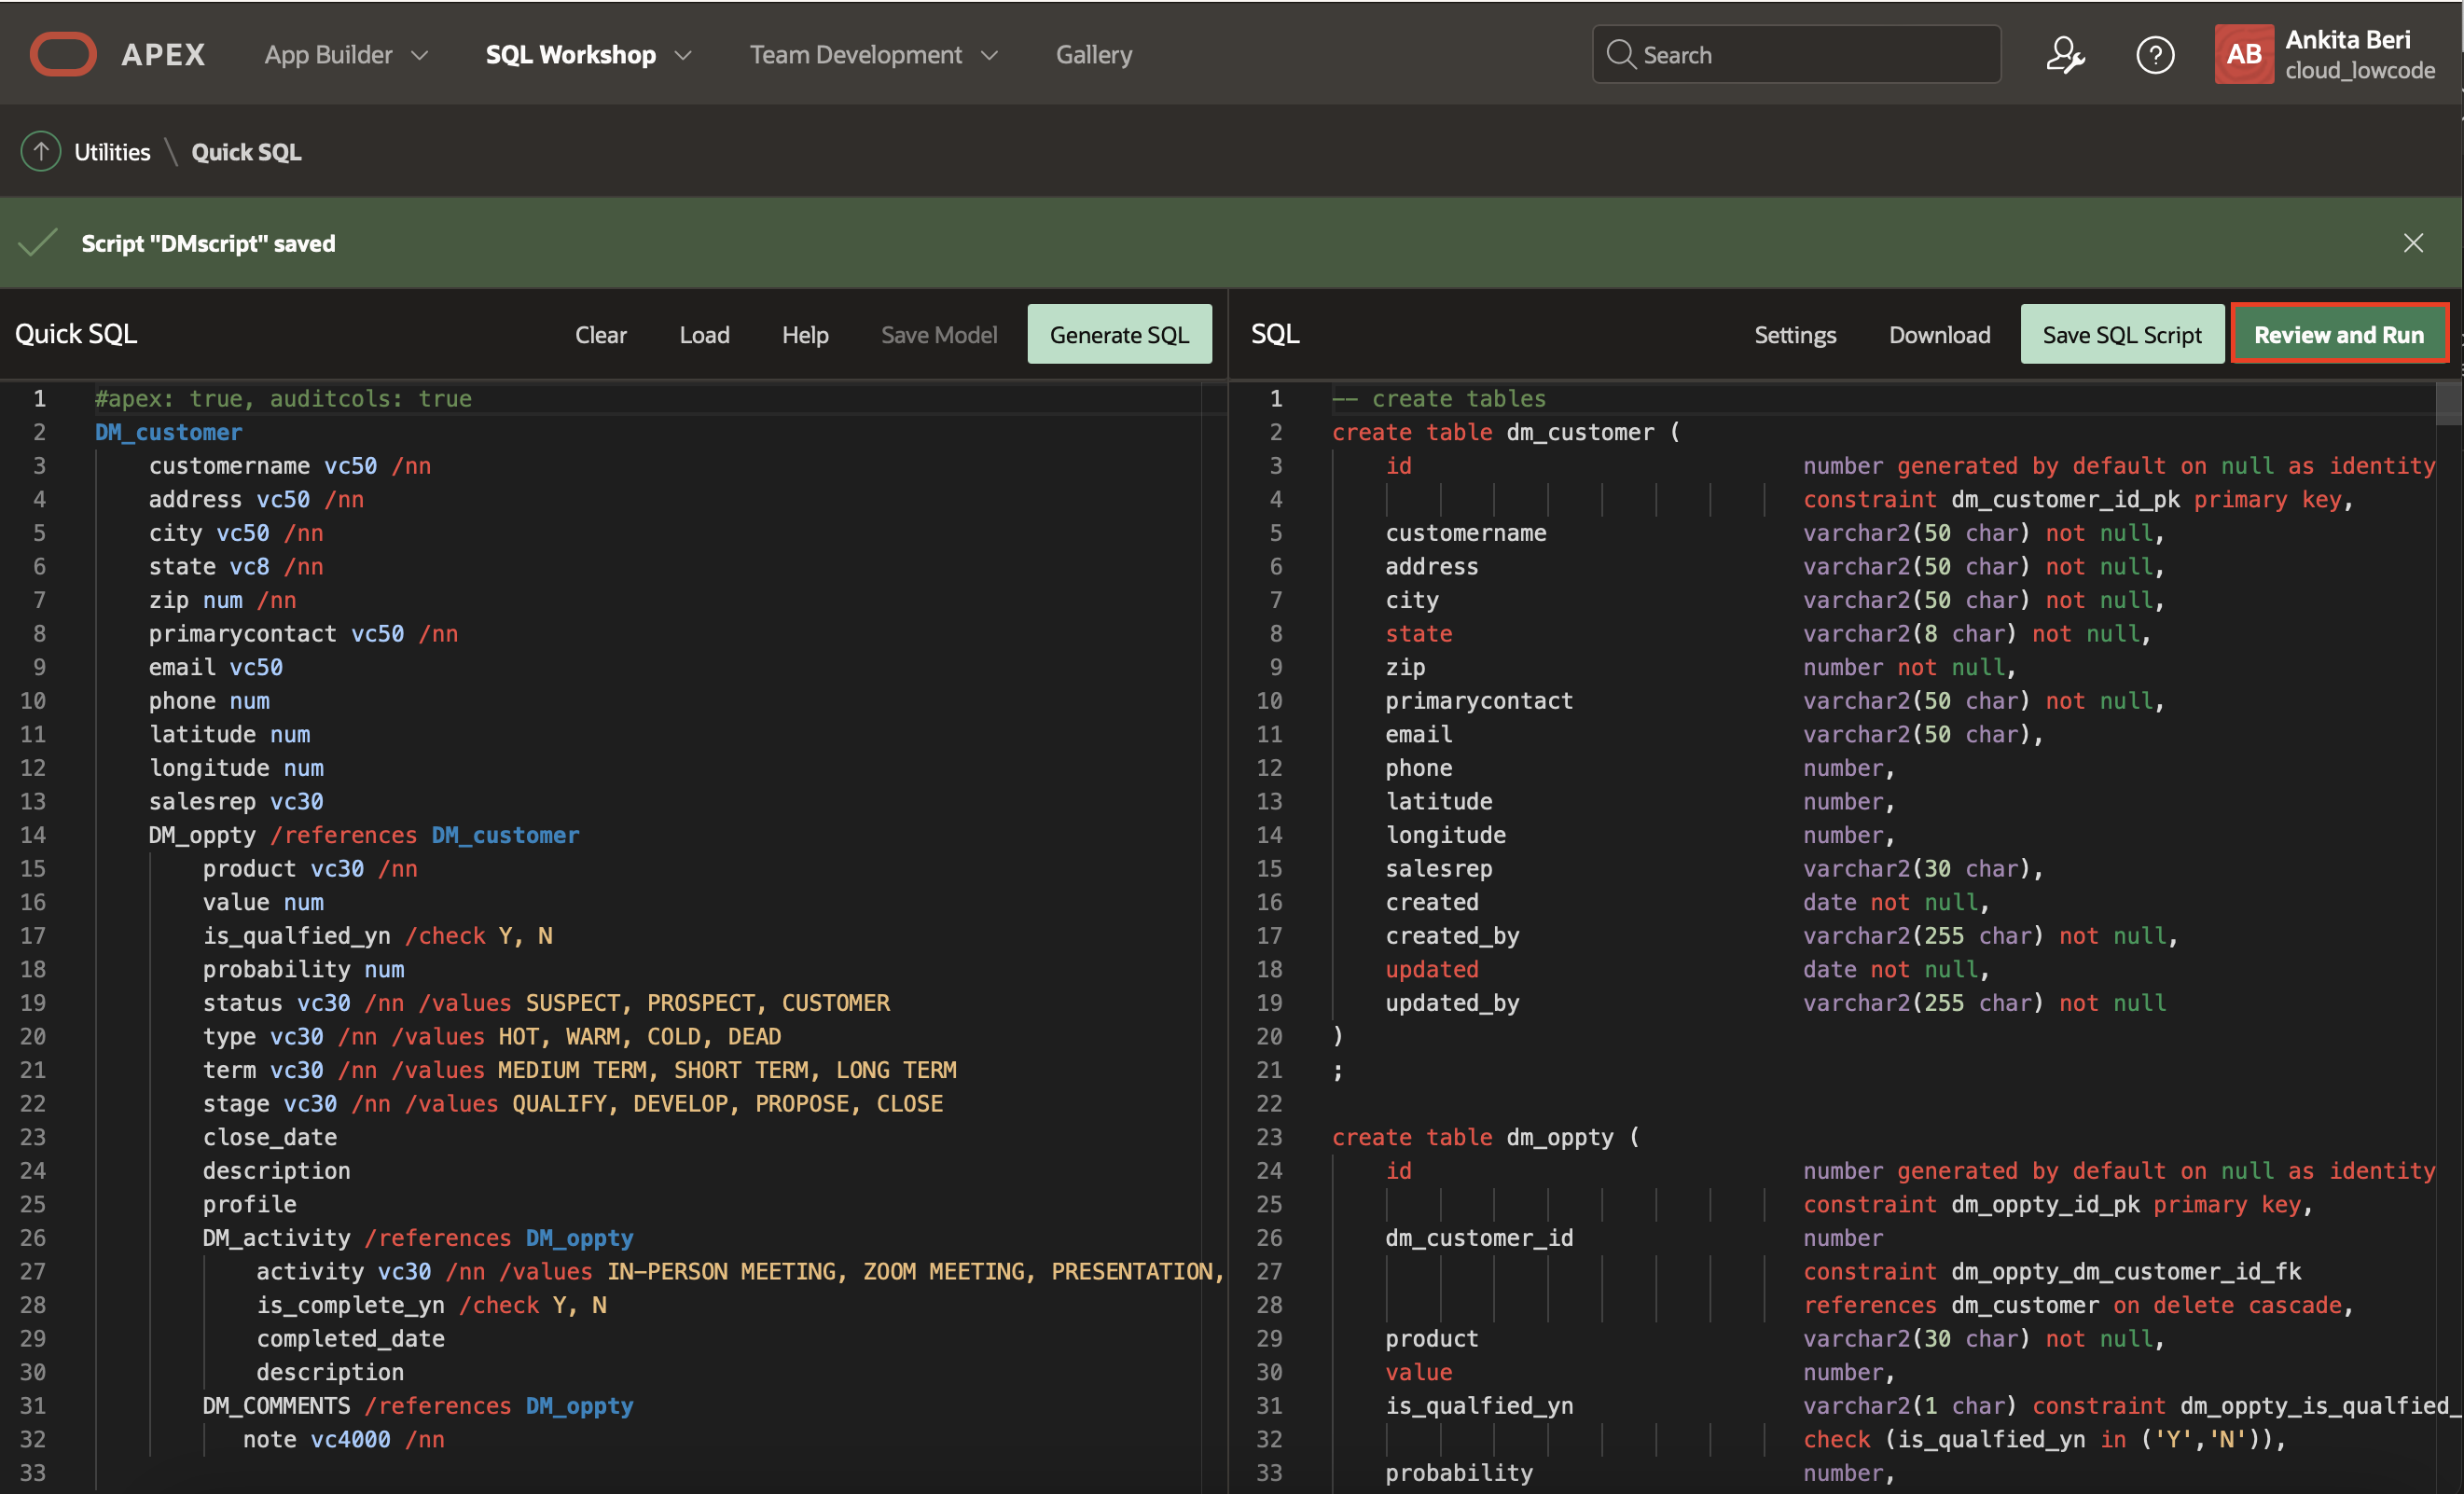 APEX App Builder SQL Workshop Team Development Gallery Search AB Ankita Beri
cloud_lowcode
Utilities \ Quick SQL
Script "DMscript" saved
Quick SQL Clear Load Help Save Model Generate SQL
1 #apex: true, auditcols: true
2 DM_customer
3 customername vc50 /nn
4 address vc50 /nn
5 city vc50 /nn
6 state vc8 /nn
7 zip num /nn
8 primarycontact vc50 /nn
9 email vc50
10 phone num
11 latitude num
12 longitude num
13 salesrep vc30
14 DM_oppty /references DM_customer
15 product vc30 /nn
16 value num
17 is_qualfied_yn /check Y, N
18 probability num
19 status vc30 /nn /values SUSPECT, PROSPECT, CUSTOMER
20 type vc30 /nn /values HOT, WARM, COLD, DEAD
21 term vc30 /nn /values MEDIUM TERM, SHORT TERM, LONG TERM
22 stage vc30 /nn /values QUALIFY, DEVELOP, PROPOSE, CLOSE
23 close_date
24 description
25 profile
26 DM_activity /references DM_oppty
27 activity vc30 /nn /values IN-PERSON MEETING, ZOOM MEETING, PRESENTATION,
28 is_complete_yn /check Y, N
29 completed_date
30 description
31 DM_COMMENTS /references DM_oppty
32 note vc4000 /nn
33
SQL Settings Download Save SQL Script Review and Run
1 -- create tables
2 create table dm_customer (
3 id number generated by default on null as identity
4 constraint dm_customer_id_pk primary key,
5 customername varchar2(50 char) not null,
6 address varchar2(50 char) not null,
7 city varchar2(50 char) not null,
8 state varchar2(8 char) not null,
9 zip number not null,
10 primarycontact varchar2(50 char) not null,
11 email varchar2(50 char),
12 phone number,
13 latitude number,
14 longitude number,
15 salesrep varchar2(30 char),
16 created date not null,
17 created_by varchar2(255 char) not null,
18 updated date not null,
19 updated_by varchar2(255 char) not null
20 )
21 ;
22
23 create table dm_oppty (
24 id number generated by default on null as identity
25 constraint dm_oppty_id_pk primary key,
26 dm_customer_id number
27 constraint dm_oppty_dm_customer_id_fk
28 references dm_customer on delete cascade,
29 product varchar2(30 char) not null,
30 value number,
31 is_qualfied_yn varchar2(1 char) constraint dm_oppty_is_qualfied_
32 check (is_qualfied_yn in ('Y','N')),
33 probability number,